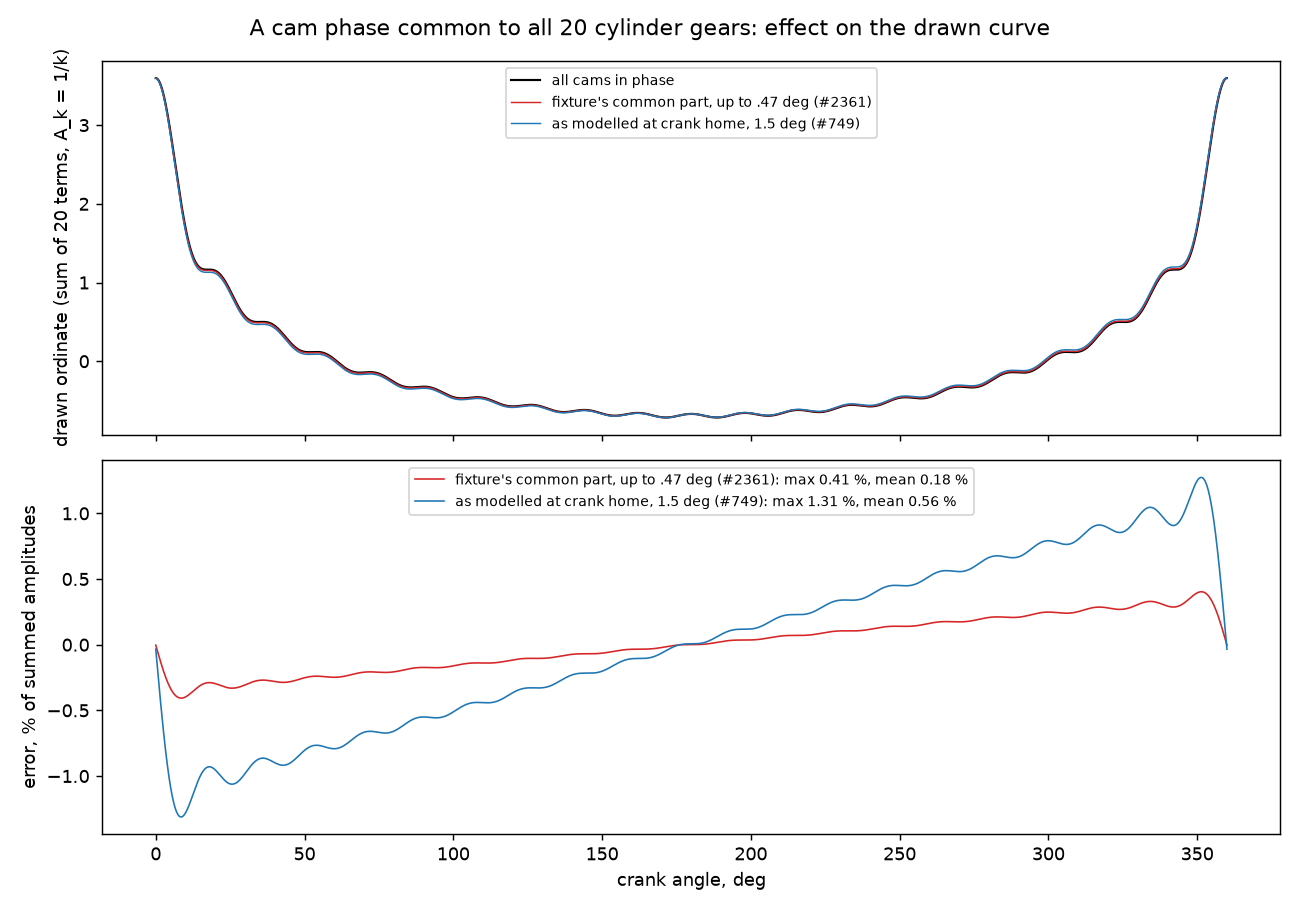 A cam phase common to all 20 cylinder gears: effect on the drawn curve
drawn ordinate (sum of 20 terms, A_k = 1/k)
3
2
1
0
all cams in phase
fixture's common part, up to .47 deg (#2361)
as modelled at crank home, 1.5 deg (#749)
error, % of summed amplitudes
1.0
0.5
0.0
−0.5
−1.0
fixture's common part, up to .47 deg (#2361): max 0.41 %, mean 0.18 %
as modelled at crank home, 1.5 deg (#749): max 1.31 %, mean 0.56 %
0 50 100 150 200 250 300 350
crank angle, deg